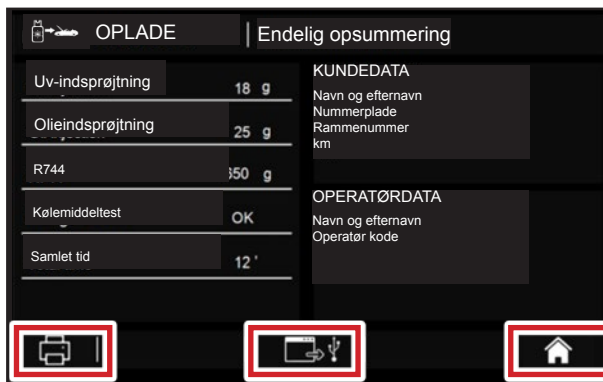 OPLADE
Endelig opsummering
Uv-indsprøjtning 18 g
Olieindsprøjtning 25 g
R744 g
Kølemiddeltest OK
Samlet tid 12 '
KUNDEDATA
Navn og efternavn
Nummerplade
Rammenummer
km
OPERATØRDATA
Navn og efternavn
Operatør kode